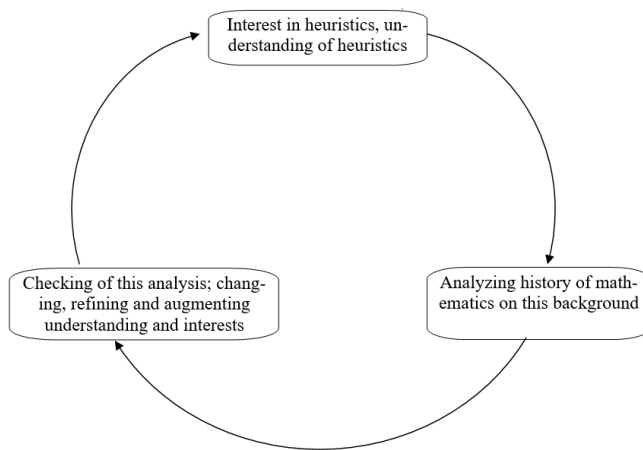 Interest in heuristics, un-
derstanding of heuristics
Checking of this analysis; chang-
ing, refining and augmenting
understanding and interests
Analyzing history of math-
ematics on this background